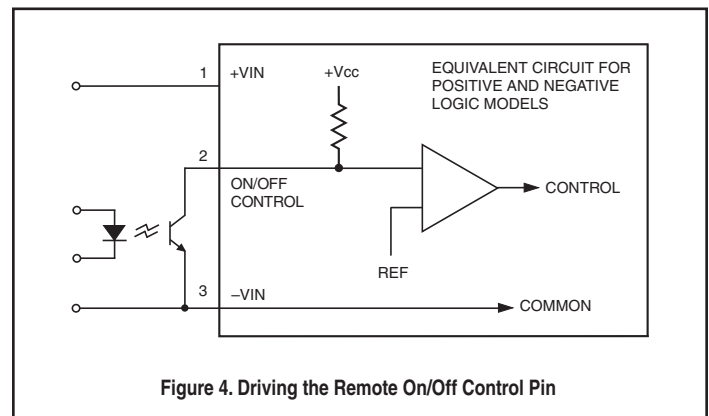 1 +VIN
+Vcc
EQUIVALENT CIRCUIT FOR
POSITIVE AND NEGATIVE
LOGIC MODELS
2
ON/OFF
CONTROL
CONTROL
REF
3 –VIN
COMMON
Figure 4. Driving the Remote On/Off Control Pin